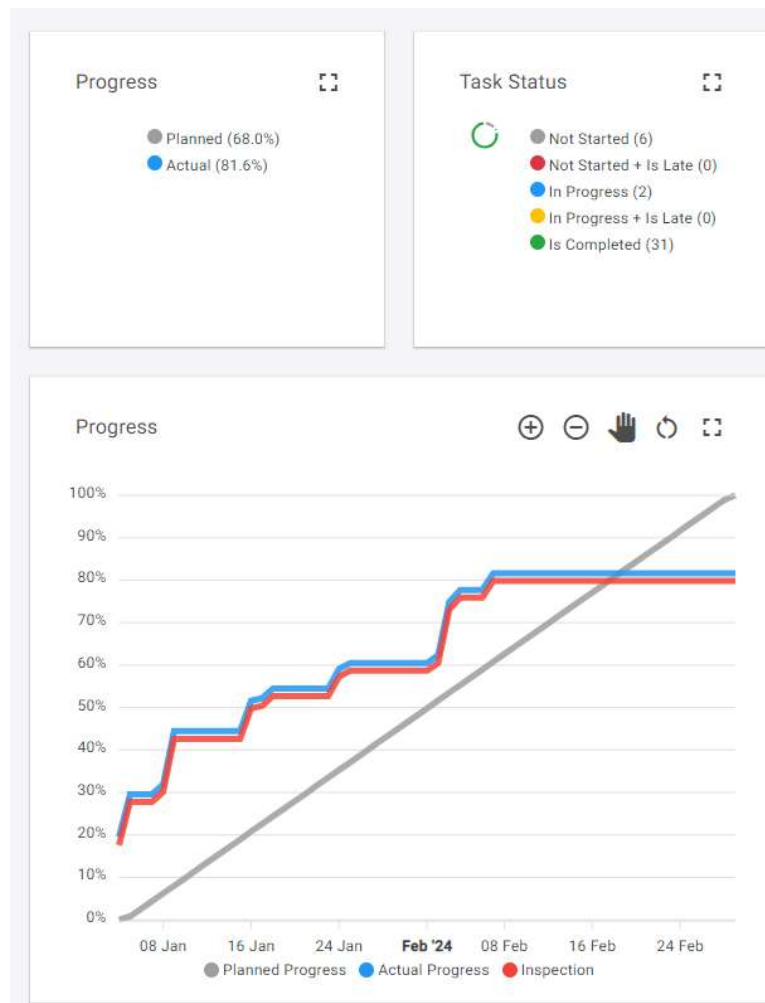 Progress
Planned (68.0%)
Actual (81.6%)
Task Status
Not Started (6)
Not Started + Is Late (0)
In Progress (2)
In Progress + Is Late (0)
Is Completed (31)
Progress
100%
90%
80%
70%
60%
50%
40%
30%
20%
10%
0%
08 Jan 16 Jan 24 Jan Feb '24 08 Feb 16 Feb 24 Feb
Planned Progress Actual Progress Inspection